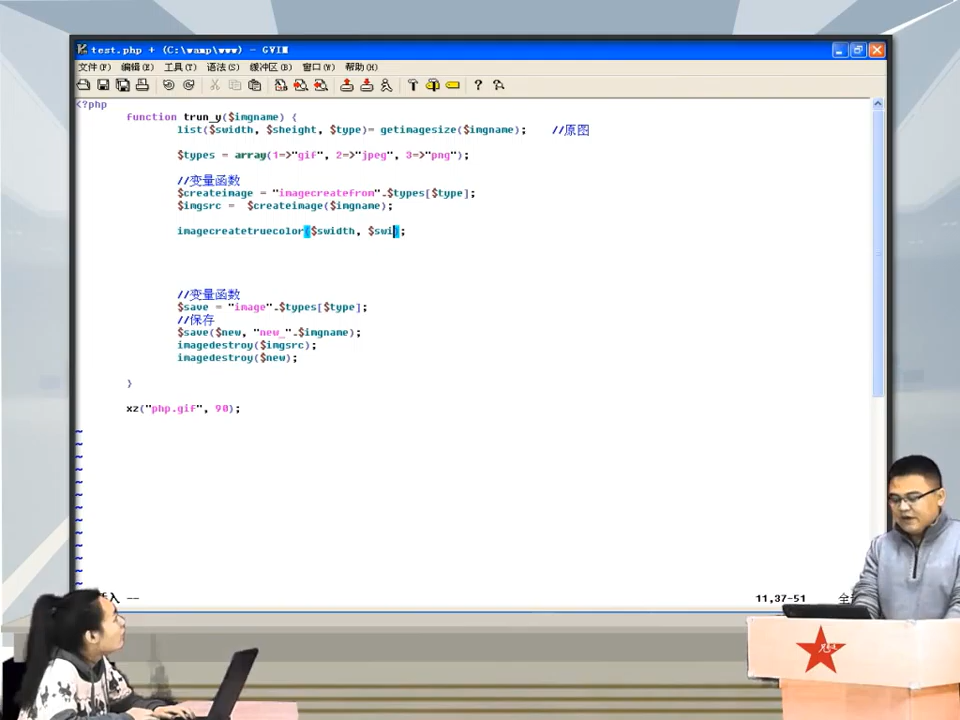 test.php + (C:\wamp\www) - GVIM
文件(F) 编辑(E) 工具(T) 语法(S) 缓冲区(B) 窗口(W) 帮助(H)
<?php
function trun_y($imgname) {
list($swidth, $sheight, $type)= getimagesize($imgname); //原图
$types = array(1=>"gif", 2=>"jpeg", 3=>"png");
//变量函数
$createimage = "imagecreatefrom".$types[$type];
$imgsrc = $createimage($imgname);
imagecreatetruecolor($swidth, $swi);
//变量函数
$save = "image".$types[$type];
//保存
$save($new, "new_".$imgname);
imagedestroy($imgsrc);
imagedestroy($new);
}
xz("php.gif", 90);
~
~
~
~
~
~
~
~
~
~
~
~
~
入 --
11,37-51